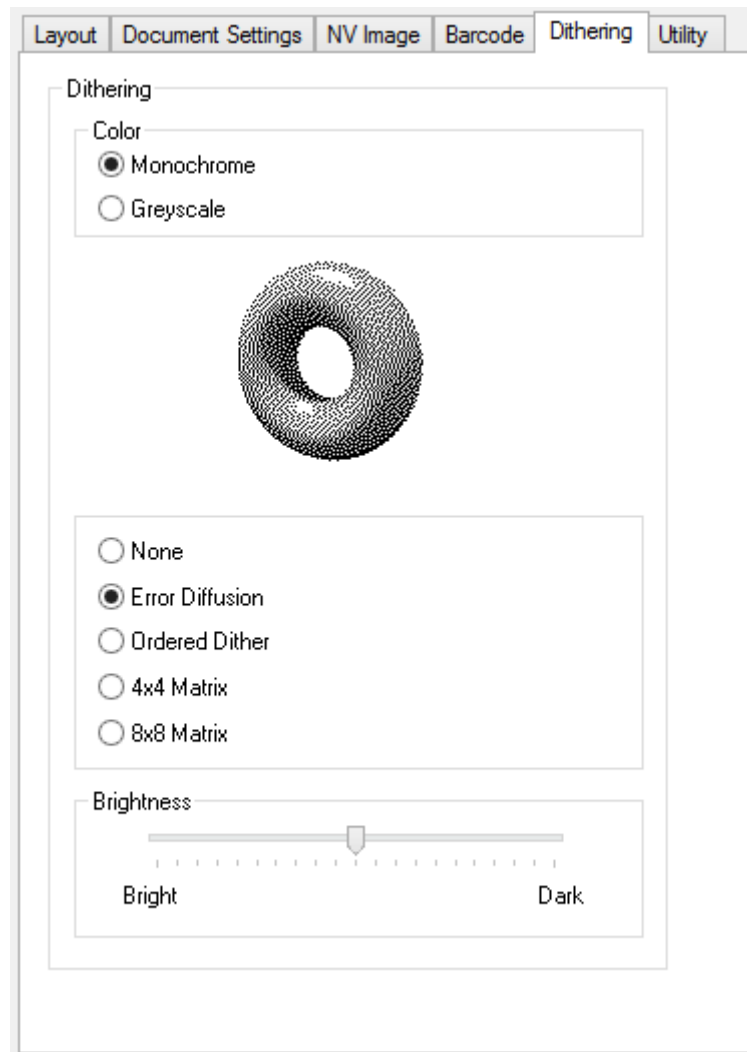 Layout Document Settings NV Image Barcode Dithering Utility
Dithering
Color
Monochrome
Greyscale
None
Error Diffusion
Ordered Dither
4x4 Matrix
8x8 Matrix
Brightness
Bright Dark